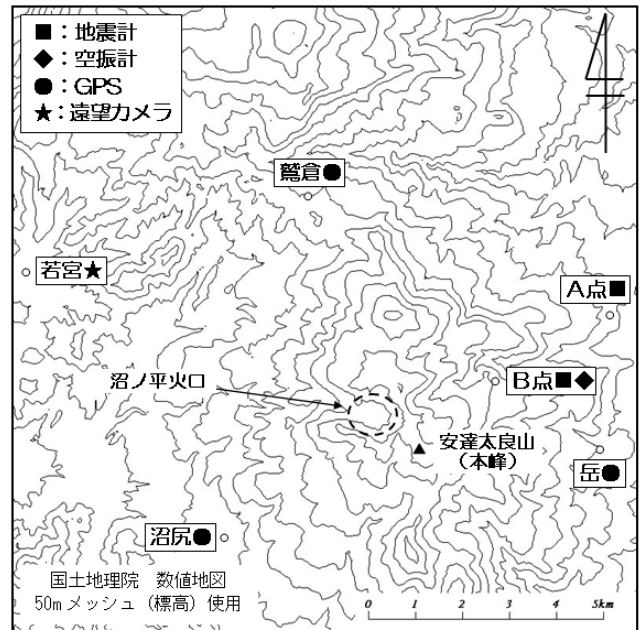 ■：地震計
◆：空振計
●：GPS
★：遠望カメラ
鷲倉●
若宮★
A点■
沼ノ平火口
B点■◆
安達太良山
（本峰）
岳●
沼尻●
国土地理院　数値地図
50mメッシュ（標高）使用
0 1 2 3 4 5km